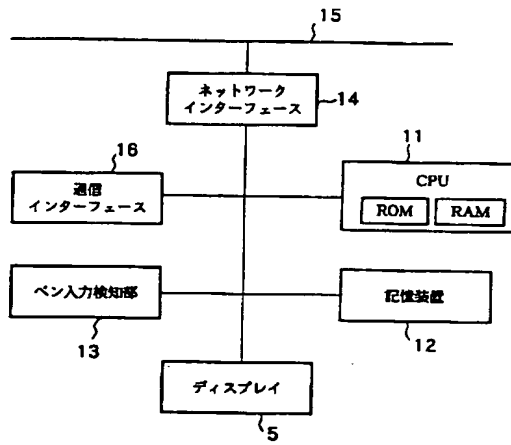 15
ネットワーク
インターフェース
14
16
通信
インターフェース
11
CPU
ROM
RAM
ペン入力検知部
13
記憶装置
12
ディスプレイ
5